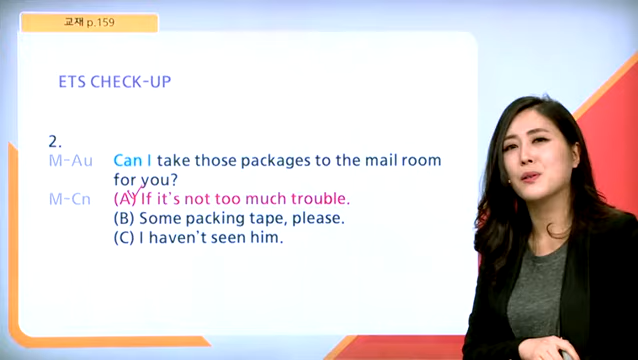 교재 p.159
ETS CHECK-UP
2.
M-Au Can I take those packages to the mail room
for you?
M-Cn (A) If it's not too much trouble.
(B) Some packing tape, please.
(C) I haven't seen him.